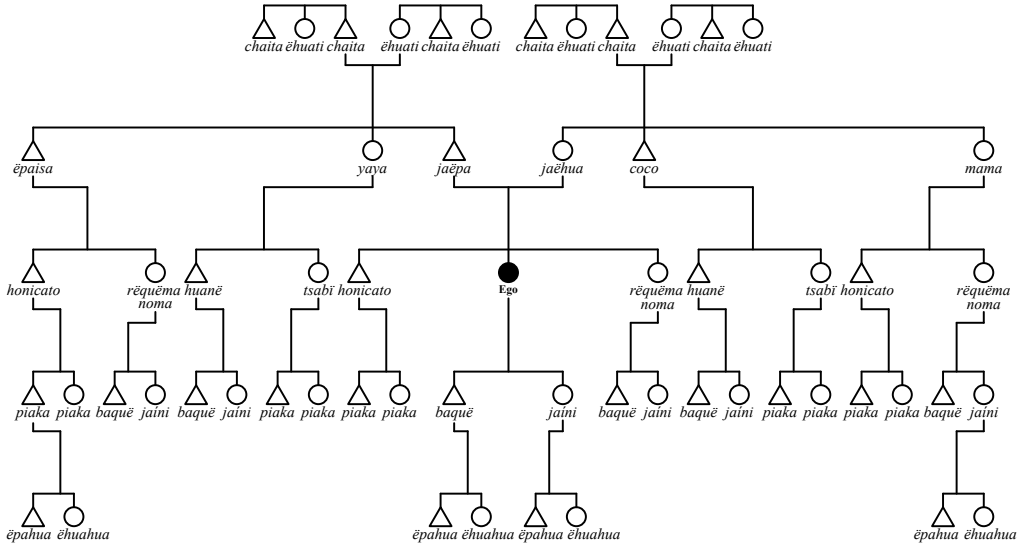 chaita ëhuati chaita ëhuati chaita ëhuati chaita ëhuati chaita ëhuati chaita ëhuati
ëpaisa yaya jaëpa jaëhua coco mama
honicato rëquëma huanë tsabï honicato Ego rëquëma huanë tsabï honicato rëquëma
noma noma noma
piaka piaka baquë jaíni baquë jaíni piaka piaka piaka piaka baquë jaíni baquë jaíni baquë jaíni piaka piaka piaka piaka baquë jaíni
ëpahua ëhuahua ëpahua ëhuahua ëpahua ëhuahua ëpahua ëhuahua